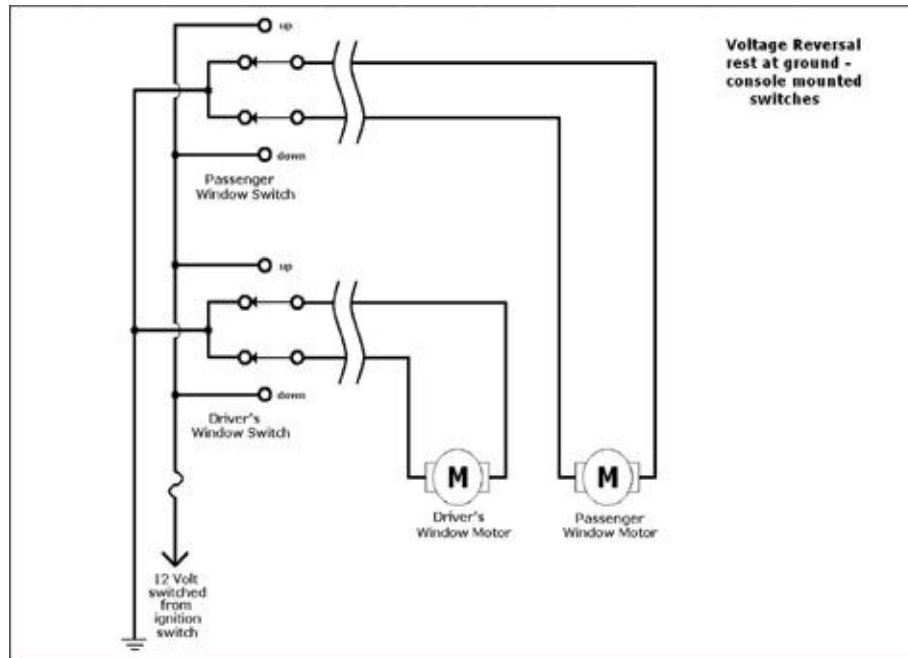 up
Voltage Reversal
rest at ground -
console mounted
switches
down
Passenger
Window Switch
up
down
Driver's
Window Switch
M
M
Driver's
Window Motor
Passenger
Window Motor
12 Volt
switched
from
ignition
switch